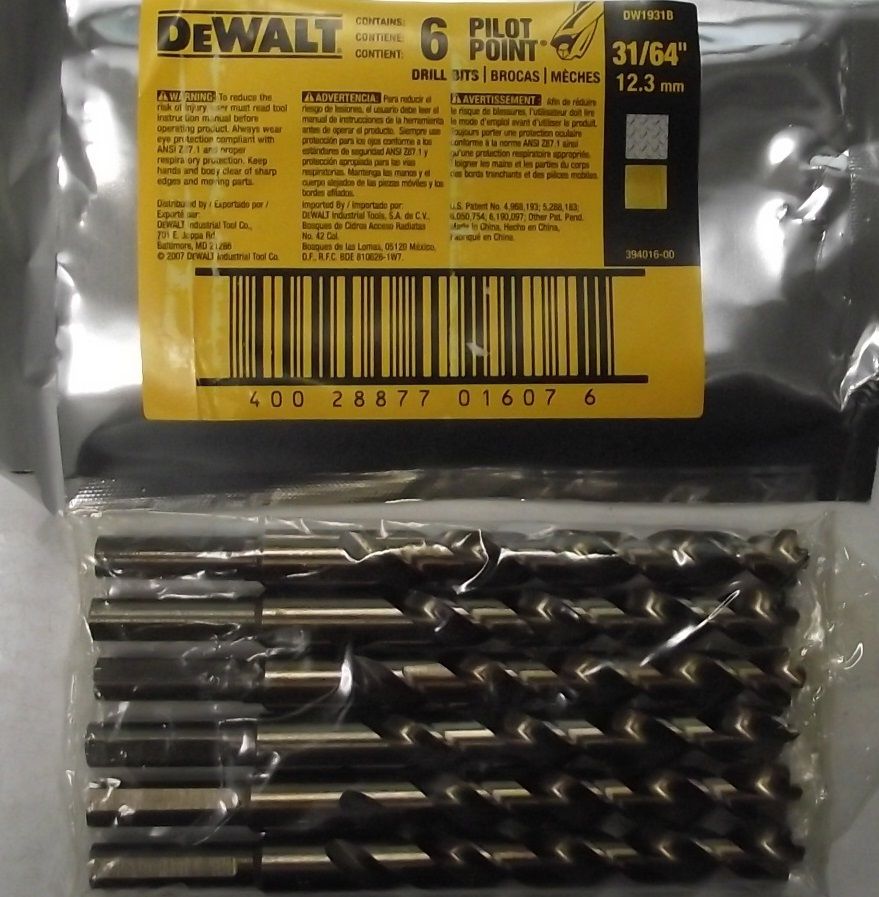 DEWALT
CONTAINS:
CONTIENE:
CONTIENT:
6
PILOT
POINT®
DRILL BITS | BROCAS | MÈCHES
DW1931B
31/64"
12.3 mm
394016-00
WARNING: To reduce the
risk of injury user must read tool
instruction manual before
operating product. Always wear
eye protection compliant with
ANSI Z87.1 and proper
respiratory protection. Keep
hands and body clear of sharp
edges and moving parts.
Distributed by / Exportado por /
Exporté par:
DEWALT Industrial Tool Co.,
701 E. Joppa Rd.
Baltimore, MD 21286
© 2007 DEWALT Industrial Tool Co.
ADVERTENCIA: Para reducir el
riesgo de lesiones, el usuario debe leer el
manual de instrucciones de la herramienta
antes de operar el producto. Siempre use
protección para los ojos conforme a los
estándares de seguridad ANSI Z87.1 y
protección apropiada para las vías
respiratorias. Mantenga las manos y el
cuerpo alejados de las piezas móviles y los
bordes afilados.
Imported By / Importado por:
DEWALT Industrial Tools, S.A. de C.V.,
Bosques de Cidros Acceso Radiatas
No. 42 Col.
Bosques de las Lomas, 05120 México,
D.F., R.F.C. BDE 810626-1W7.
AVERTISSEMENT: Afin de réduire
le risque de blessures, l'utilisateur doit lire
le mode d'emploi avant d'utiliser le produit.
Toujours porter une protection oculaire
conforme à la norme ANSI Z87.1 ainsi
qu'une protection respiratoire appropriée.
Éloigner les mains et les parties du corps
des bords tranchants et des pièces mobiles.
U.S. Patent No. 4,968,193; 5,288,183;
6,050,754; 6,190,097; Other Pat. Pend.
Made in China, Hecho en China,
Fabriqué en China.
400 28877 01607 6